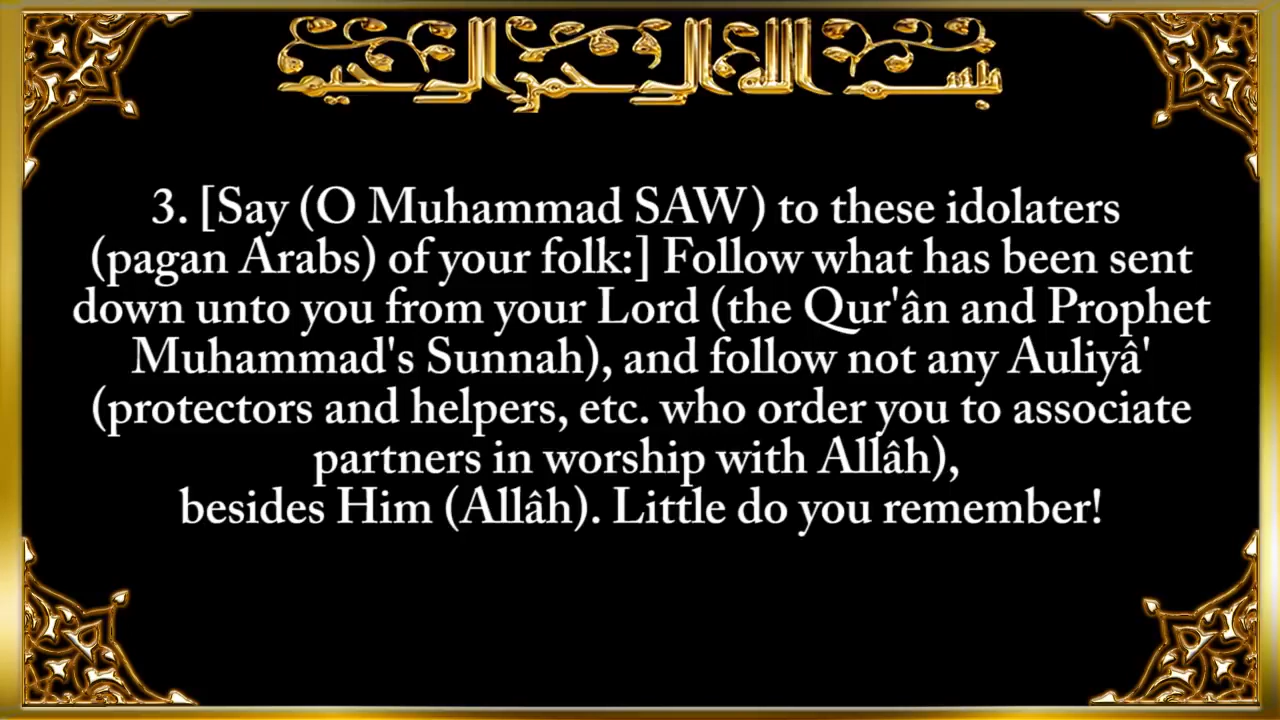 بسم الله الرحمن الرحيم
3. [Say (O Muhammad SAW) to these idolaters
(pagan Arabs) of your folk:] Follow what has been sent
down unto you from your Lord (the Qur'ân and Prophet
Muhammad's Sunnah), and follow not any Auliyâ'
(protectors and helpers, etc. who order you to associate
partners in worship with Allâh),
besides Him (Allâh). Little do you remember!